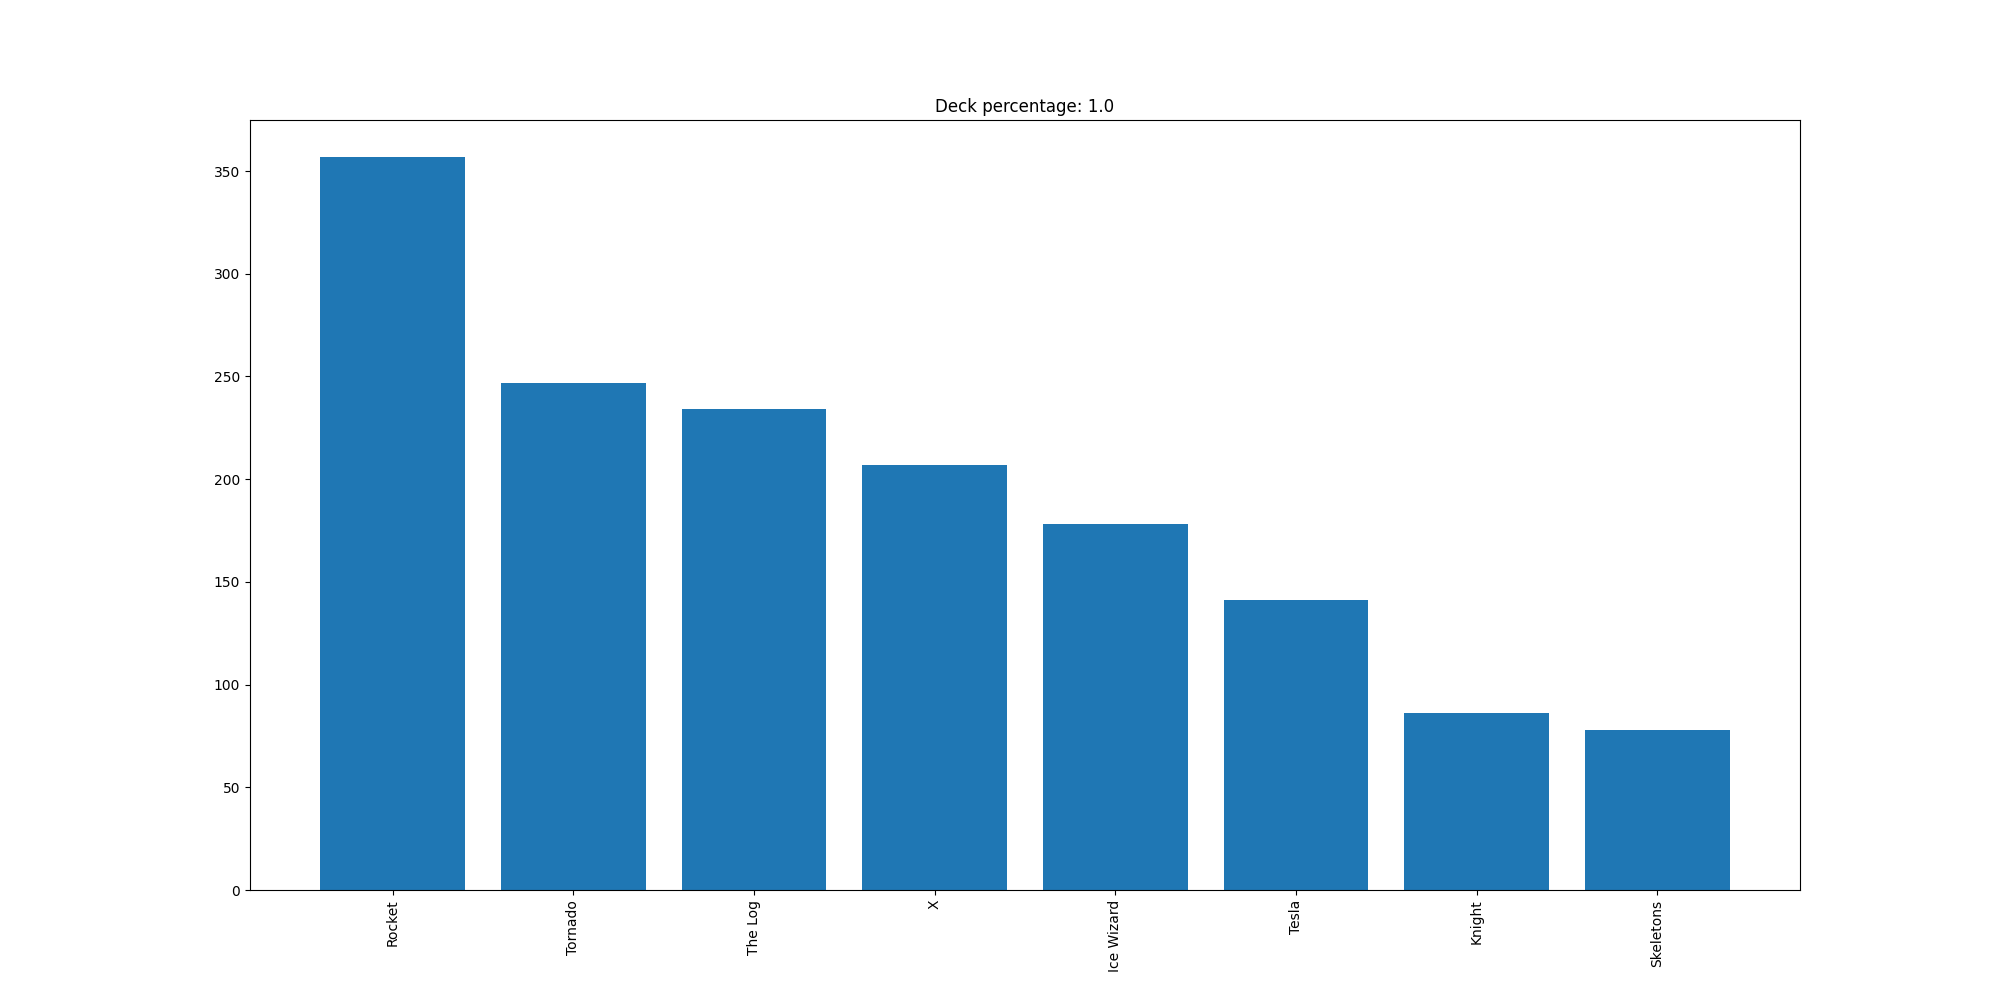 Deck percentage: 1.0
350
300
250
200
150
100
50
0
Rocket
Tornado
The Log
X
Ice Wizard
Tesla
Knight
Skeletons